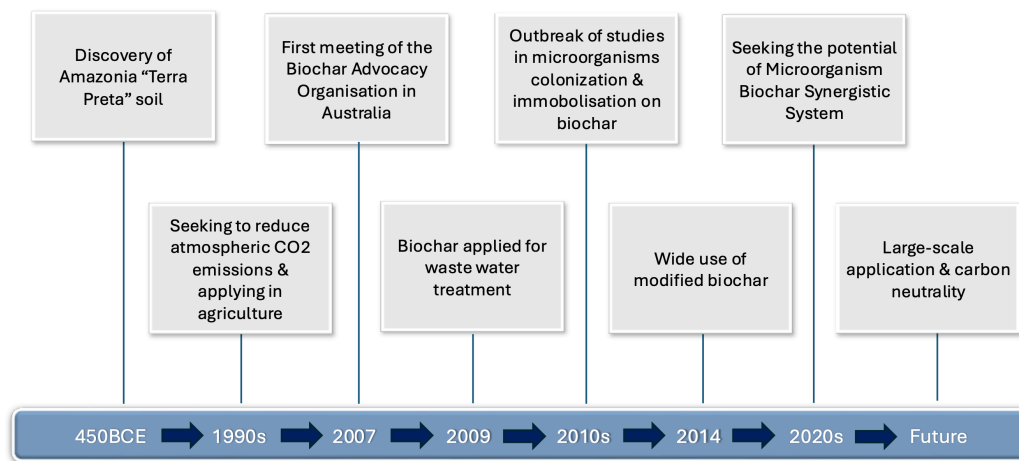 Discovery of
Amazonia “Terra
Preta” soil
First meeting of the
Biochar Advocacy
Organisation in
Australia
Outbreak of studies
in microorganisms
colonization &
immobolisation on
biochar
Seeking the potential
of Microorganism
Biochar Synergistic
System
Seeking to reduce
atmospheric CO2
emissions &
applying in
agriculture
Biochar applied for
waste water
treatment
Wide use of
modified biochar
Large-scale
application & carbon
neutrality
450BCE 1990s 2007 2009 2010s 2014 2020s Future